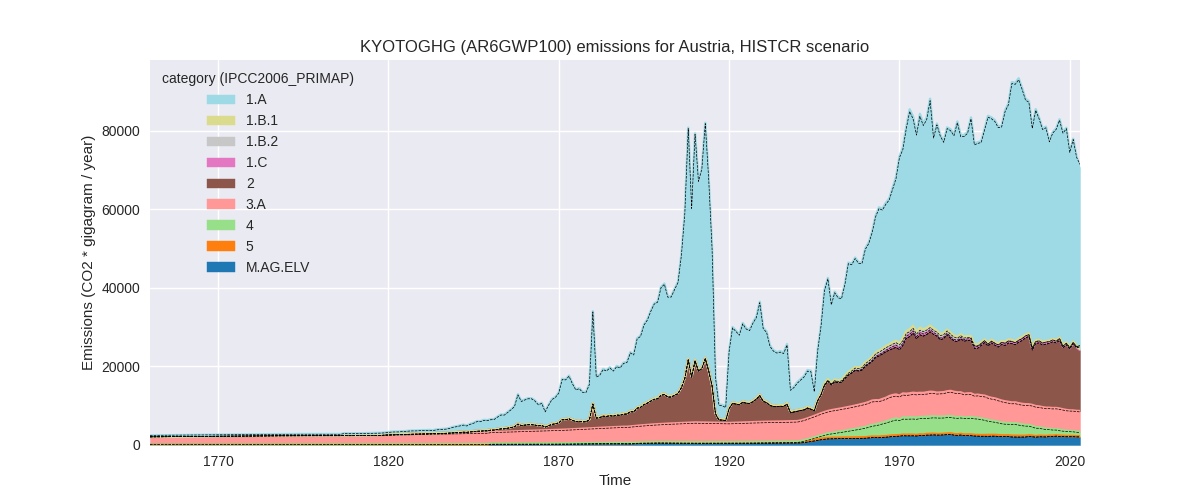 KYOTOGHG (AR6GWP100) emissions for Austria, HISTCR scenario
category (IPCC2006_PRIMAP)
1.A
1.B.1
1.B.2
1.C
2
3.A
4
5
M.AG.ELV
Emissions (CO2 * gigagram / year)
80000
60000
40000
20000
0
1770
1820
1870
1920
1970
2020
Time